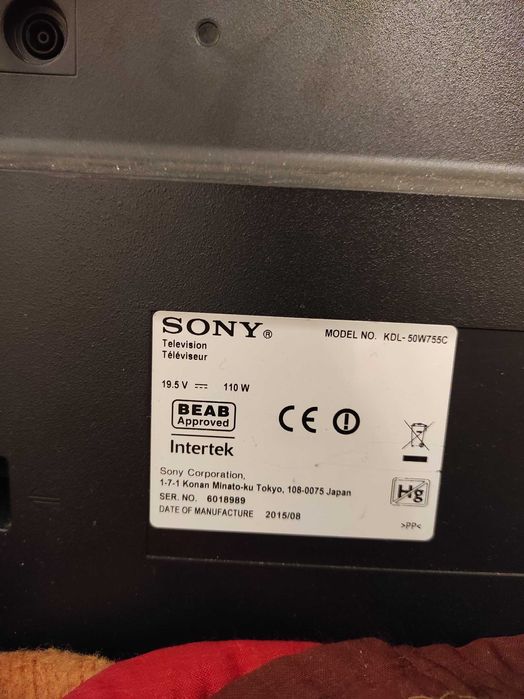 SONY®
MODEL NO. KDL-50W755C
Television
Téléviseur
19.5 V ⎓ 110 W
BEAB
Approved
Intertek
CE
Sony Corporation,
1-7-1 Konan Minato-ku Tokyo, 108-0075 Japan
SER. NO. 6018989
DATE OF MANUFACTURE 2015/08
Hg
>PP<